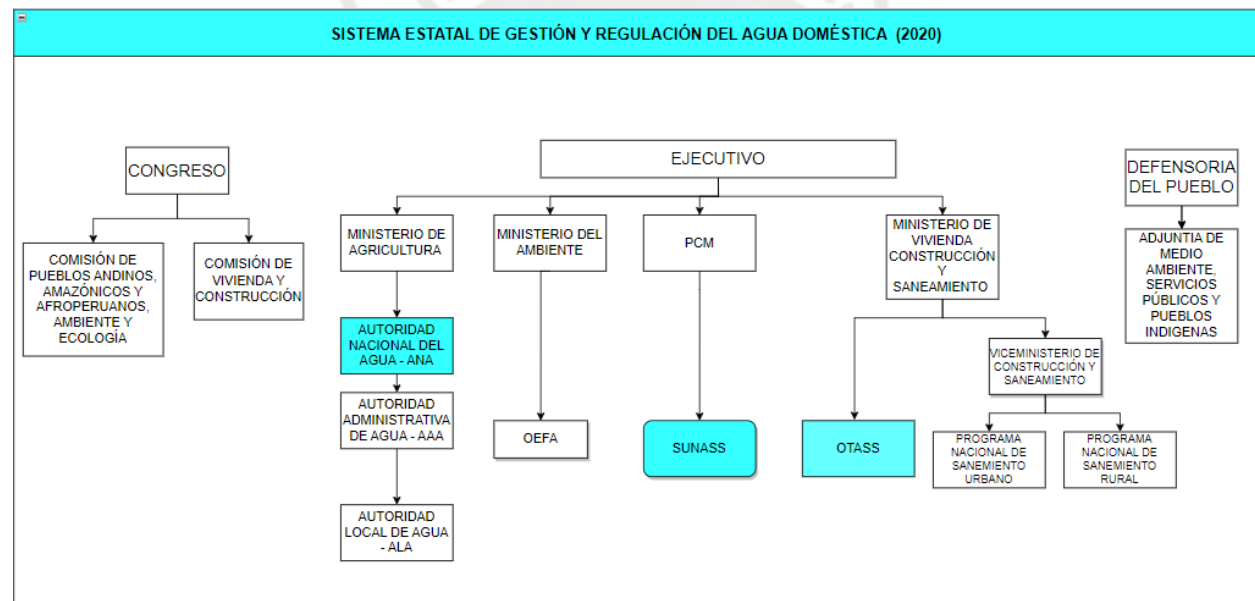 SISTEMA ESTATAL DE GESTIÓN Y REGULACIÓN DEL AGUA DOMÉSTICA (2020)
CONGRESO
COMISIÓN DE
PUEBLOS ANDINOS,
AMAZÓNICOS Y
AFROPERUANOS,
AMBIENTE Y
ECOLOGÍA
COMISIÓN DE
VIVIENDA Y
CONSTRUCCIÓN
EJECUTIVO
MINISTERIO DE
AGRICULTURA
AUTORIDAD
NACIONAL DEL
AGUA - ANA
AUTORIDAD
ADMINISTRATIVA
DE AGUA - AAA
AUTORIDAD
LOCAL DE AGUA
- ALA
MINISTERIO DEL
AMBIENTE
OEFA
PCM
SUNASS
MINISTERIO DE
VIVIENDA
CONSTRUCCIÓN
Y
SANEAMIENTO
OTASS
VICEMINISTERIO DE
CONSTRUCCIÓN Y
SANEAMIENTO
PROGRAMA
NACIONAL DE
SANEMIENTO
URBANO
PROGRAMA
NACIONAL DE
SANEMIENTO
RURAL
DEFENSORIA
DEL PUEBLO
ADJUNTIA DE
MEDIO
AMBIENTE,
SERVICIOS
PÚBLICOS Y
PUEBLOS
INDIGENAS